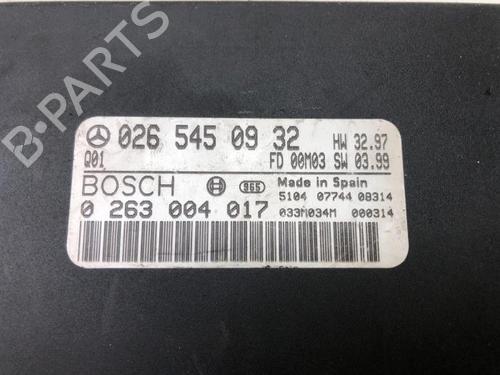 026 545 09 32 HW 32.97
Q01 FD 00M03 SW 03.99
BOSCH 965 Made in Spain
5104 07744 08314
0 263 004 017 033M034M 000314
B-PARTS